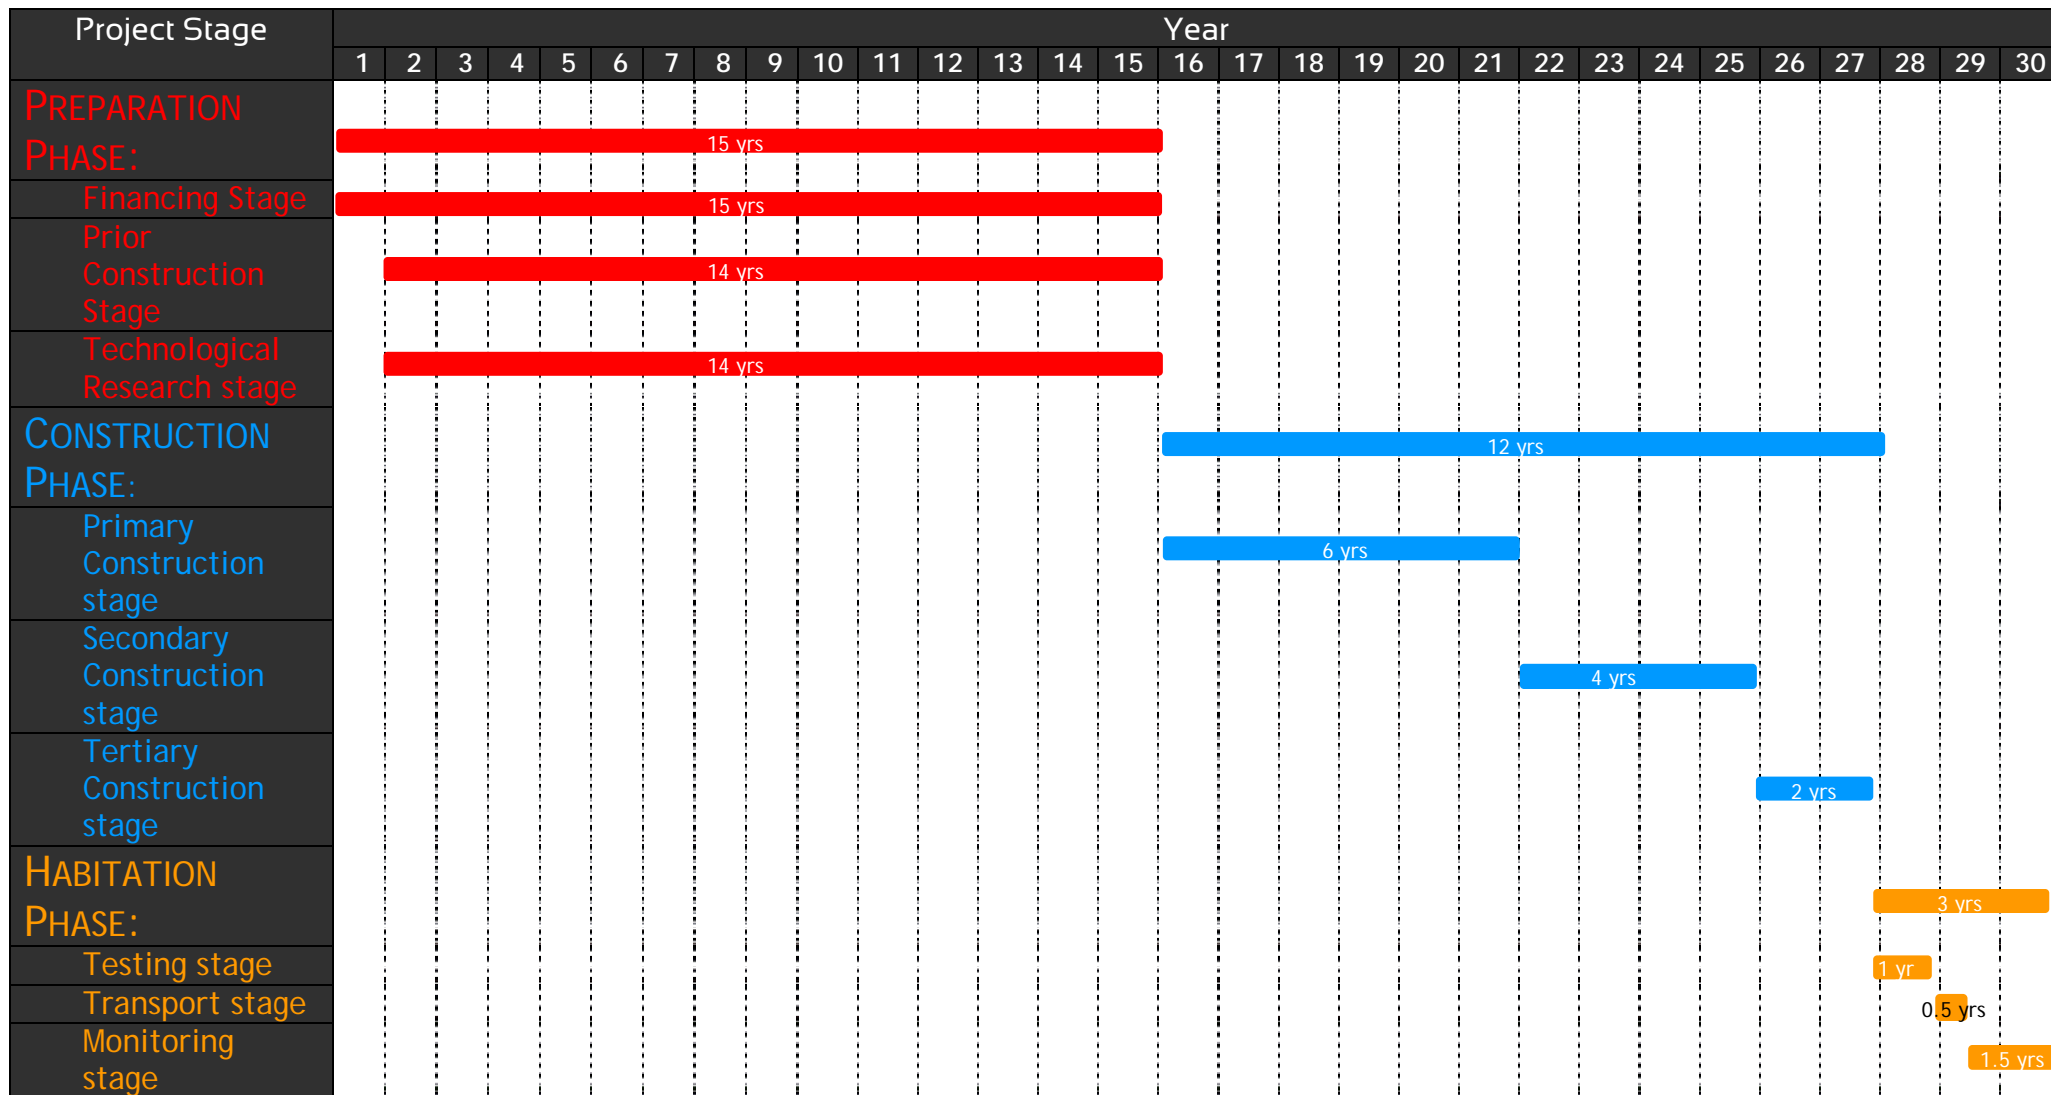 Project Stage
Year
1 2 3 4 5 6 7 8 9 10 11 12 13 14 15 16 17 18 19 20 21 22 23 24 25 26 27 28 29 30
PREPARATION
PHASE:
15 yrs
Financing Stage
15 yrs
Prior
Construction
Stage
14 yrs
Technological
Research stage
14 yrs
CONSTRUCTION
PHASE:
12 yrs
Primary
Construction
stage
6 yrs
Secondary
Construction
stage
4 yrs
Tertiary
Construction
stage
2 yrs
HABITATION
PHASE:
3 yrs
Testing stage
1 yr
Transport stage
0.5 yrs
Monitoring
stage
1.5 yrs